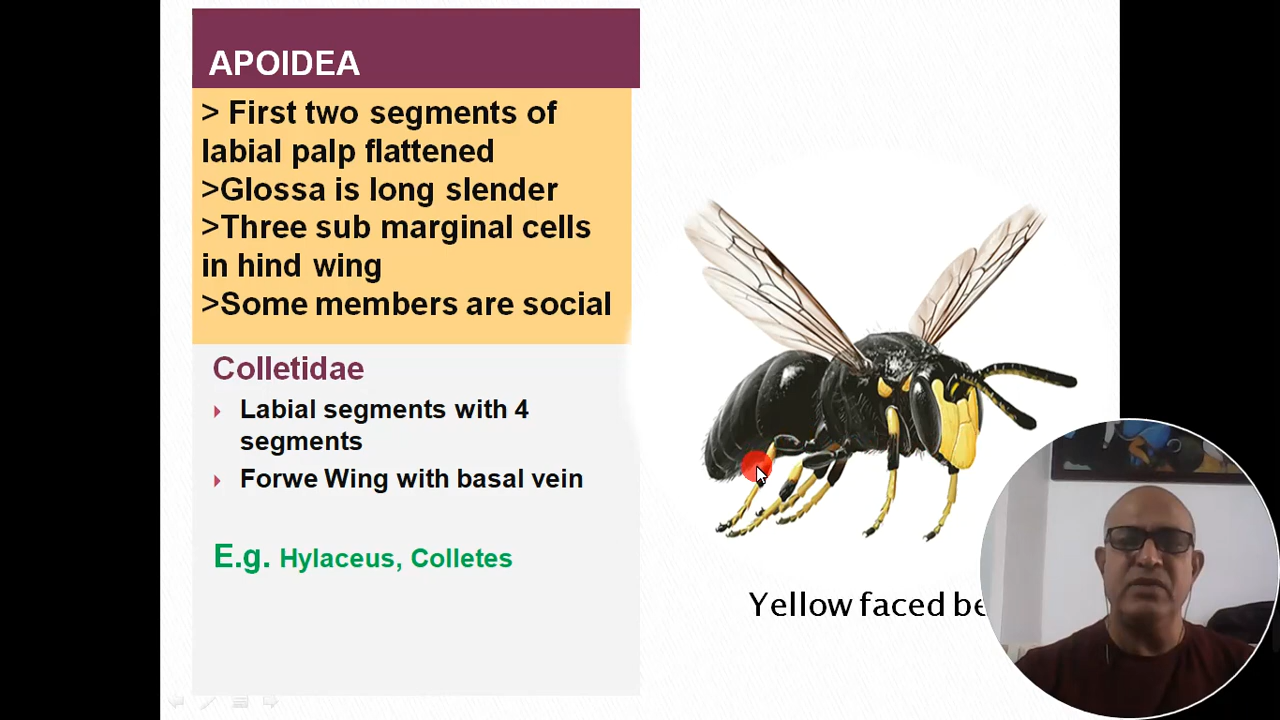 APOIDEA
> First two segments of
labial palp flattened
>Glossa is long slender
>Three sub marginal cells
in hind wing
>Some members are social
Colletidae
Labial segments with 4
segments
Forwe Wing with basal vein
E.g. Hylaceus, Colletes
Yellow faced be